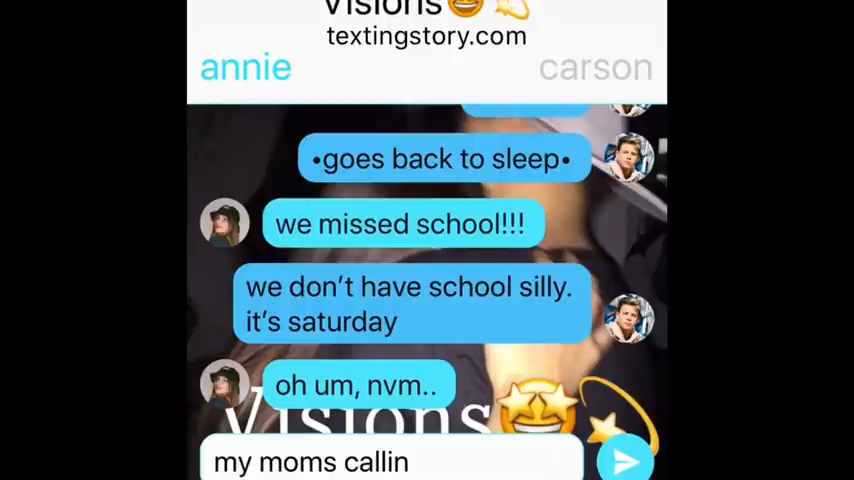 Visions🤩💫
textingstory.com
annie carson
•goes back to sleep•
we missed school!!!
we don't have school silly.
it's saturday
oh um, nvm..
Visions🤩💫
my moms callin